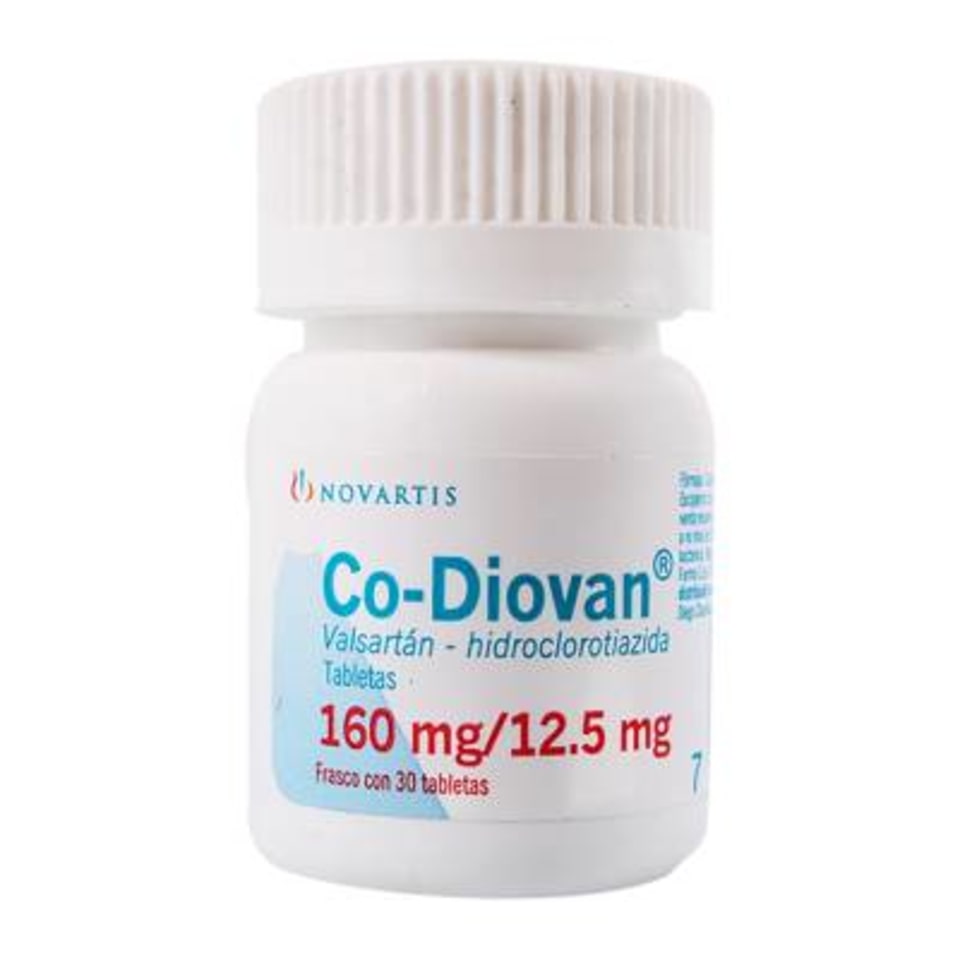 NOVARTIS
Co-Diovan®
Valsartán - hidroclorotiazida
Tabletas
160 mg/12.5 mg
Frasco con 30 tabletas
7